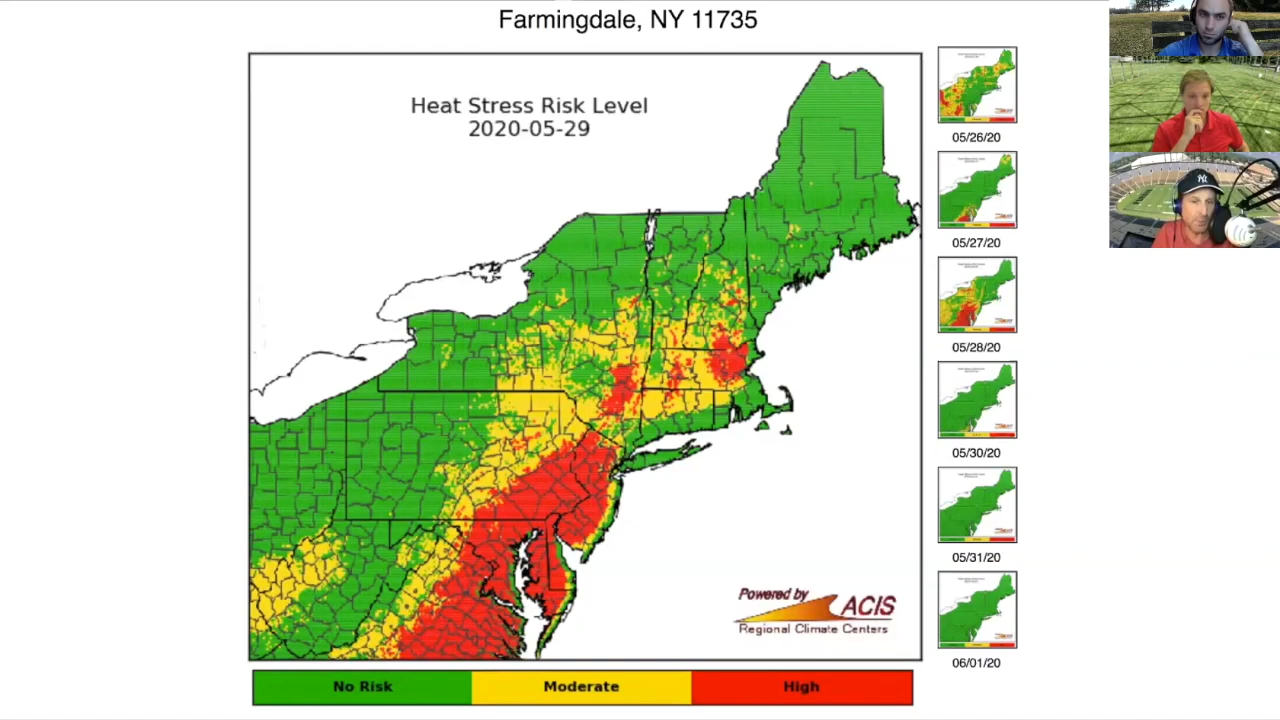 Farmingdale, NY 11735
Heat Stress Risk Level
2020-05-29
Powered by
ACIS
Regional Climate Centers
No Risk
Moderate
High
05/26/20
05/27/20
05/28/20
05/30/20
05/31/20
06/01/20